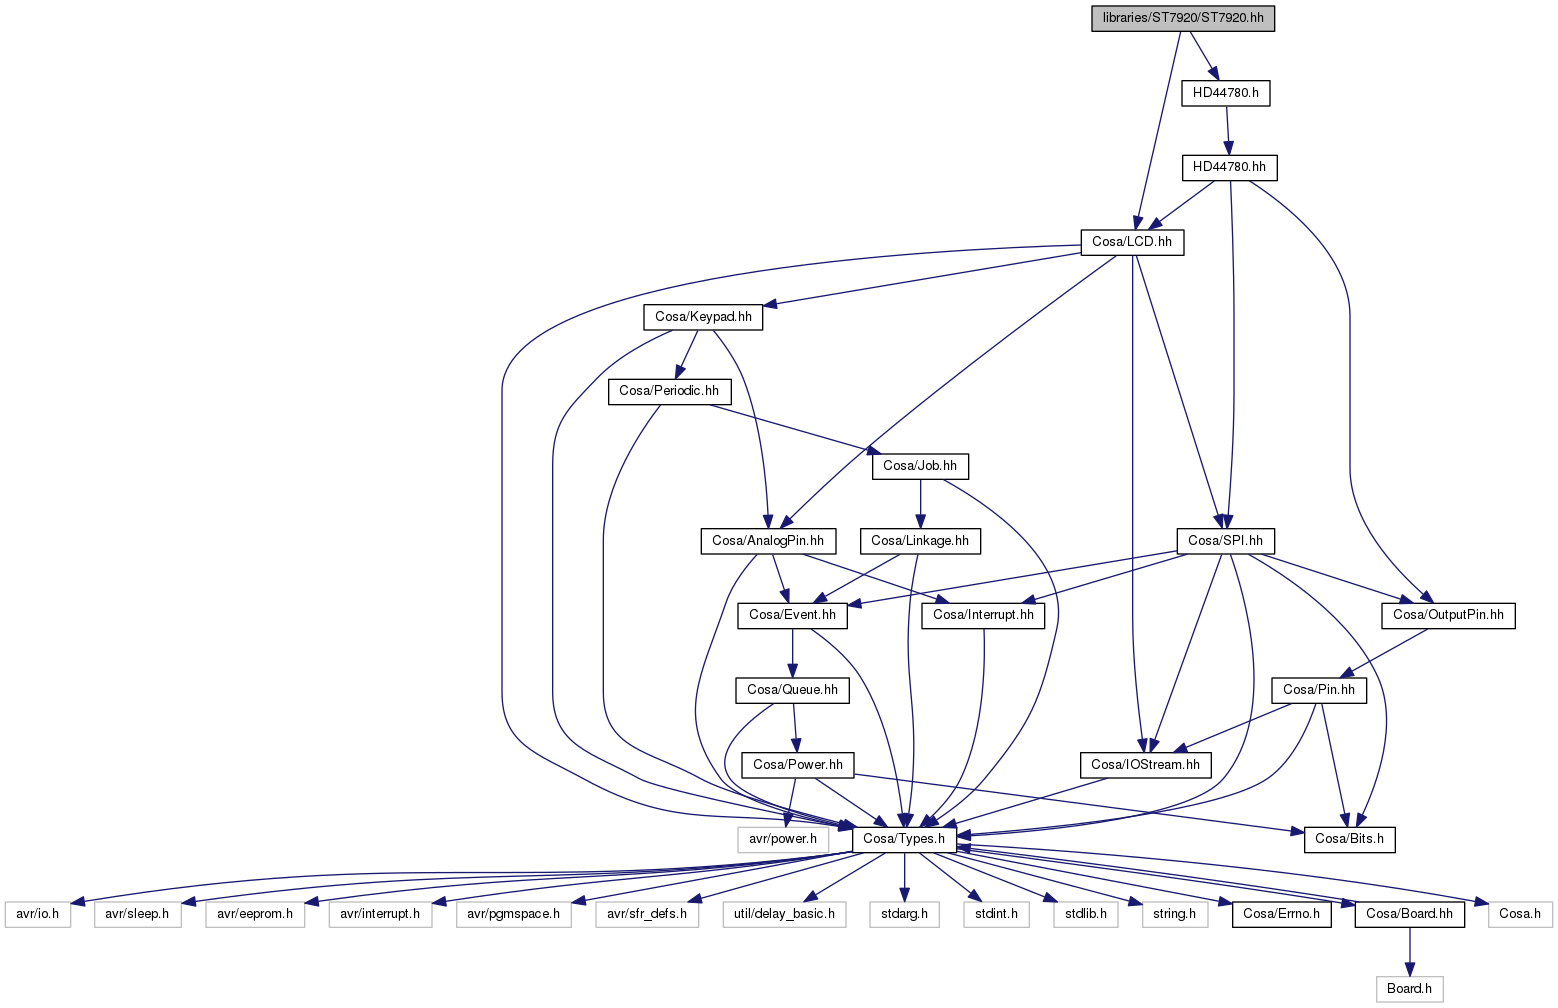 libraries/ST7920/ST7920.hh
HD44780.h
HD44780.hh
Cosa/LCD.hh
Cosa/Keypad.hh
Cosa/Periodic.hh
Cosa/Job.hh
Cosa/AnalogPin.hh
Cosa/Linkage.hh
Cosa/SPI.hh
Cosa/Event.hh
Cosa/Interrupt.hh
Cosa/OutputPin.hh
Cosa/Queue.hh
Cosa/Pin.hh
Cosa/Power.hh
Cosa/IOStream.hh
avr/power.h
Cosa/Types.h
Cosa/Bits.h
avr/io.h
avr/sleep.h
avr/eeprom.h
avr/interrupt.h
avr/pgmspace.h
avr/sfr_defs.h
util/delay_basic.h
stdarg.h
stdint.h
stdlib.h
string.h
Cosa/Errno.h
Cosa/Board.hh
Cosa.h
Board.h